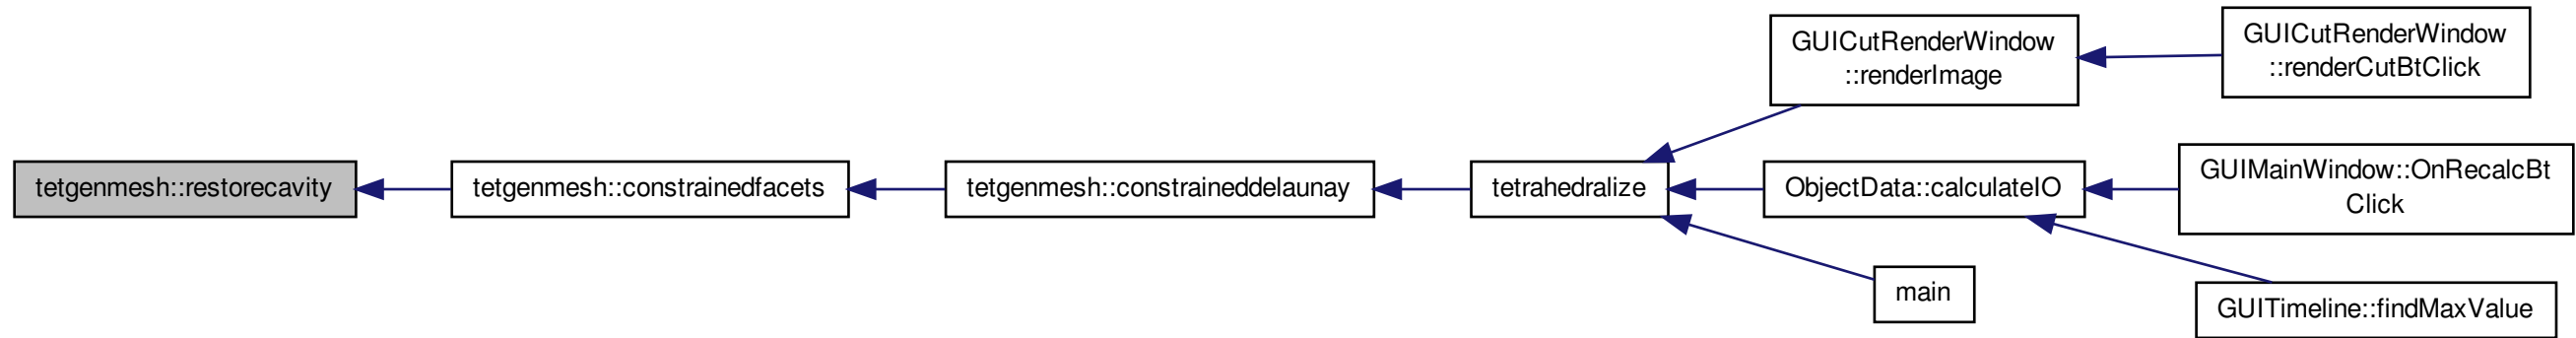 tetgenmesh::restorecavity
tetgenmesh::constrainedfacets
tetgenmesh::constraineddelaunay
tetrahedralize
GUICutRenderWindow
::renderImage
GUICutRenderWindow
::renderCutBtClick
ObjectData::calculateIO
GUIMainWindow::OnRecalcBt
Click
GUITimeline::findMaxValue
main